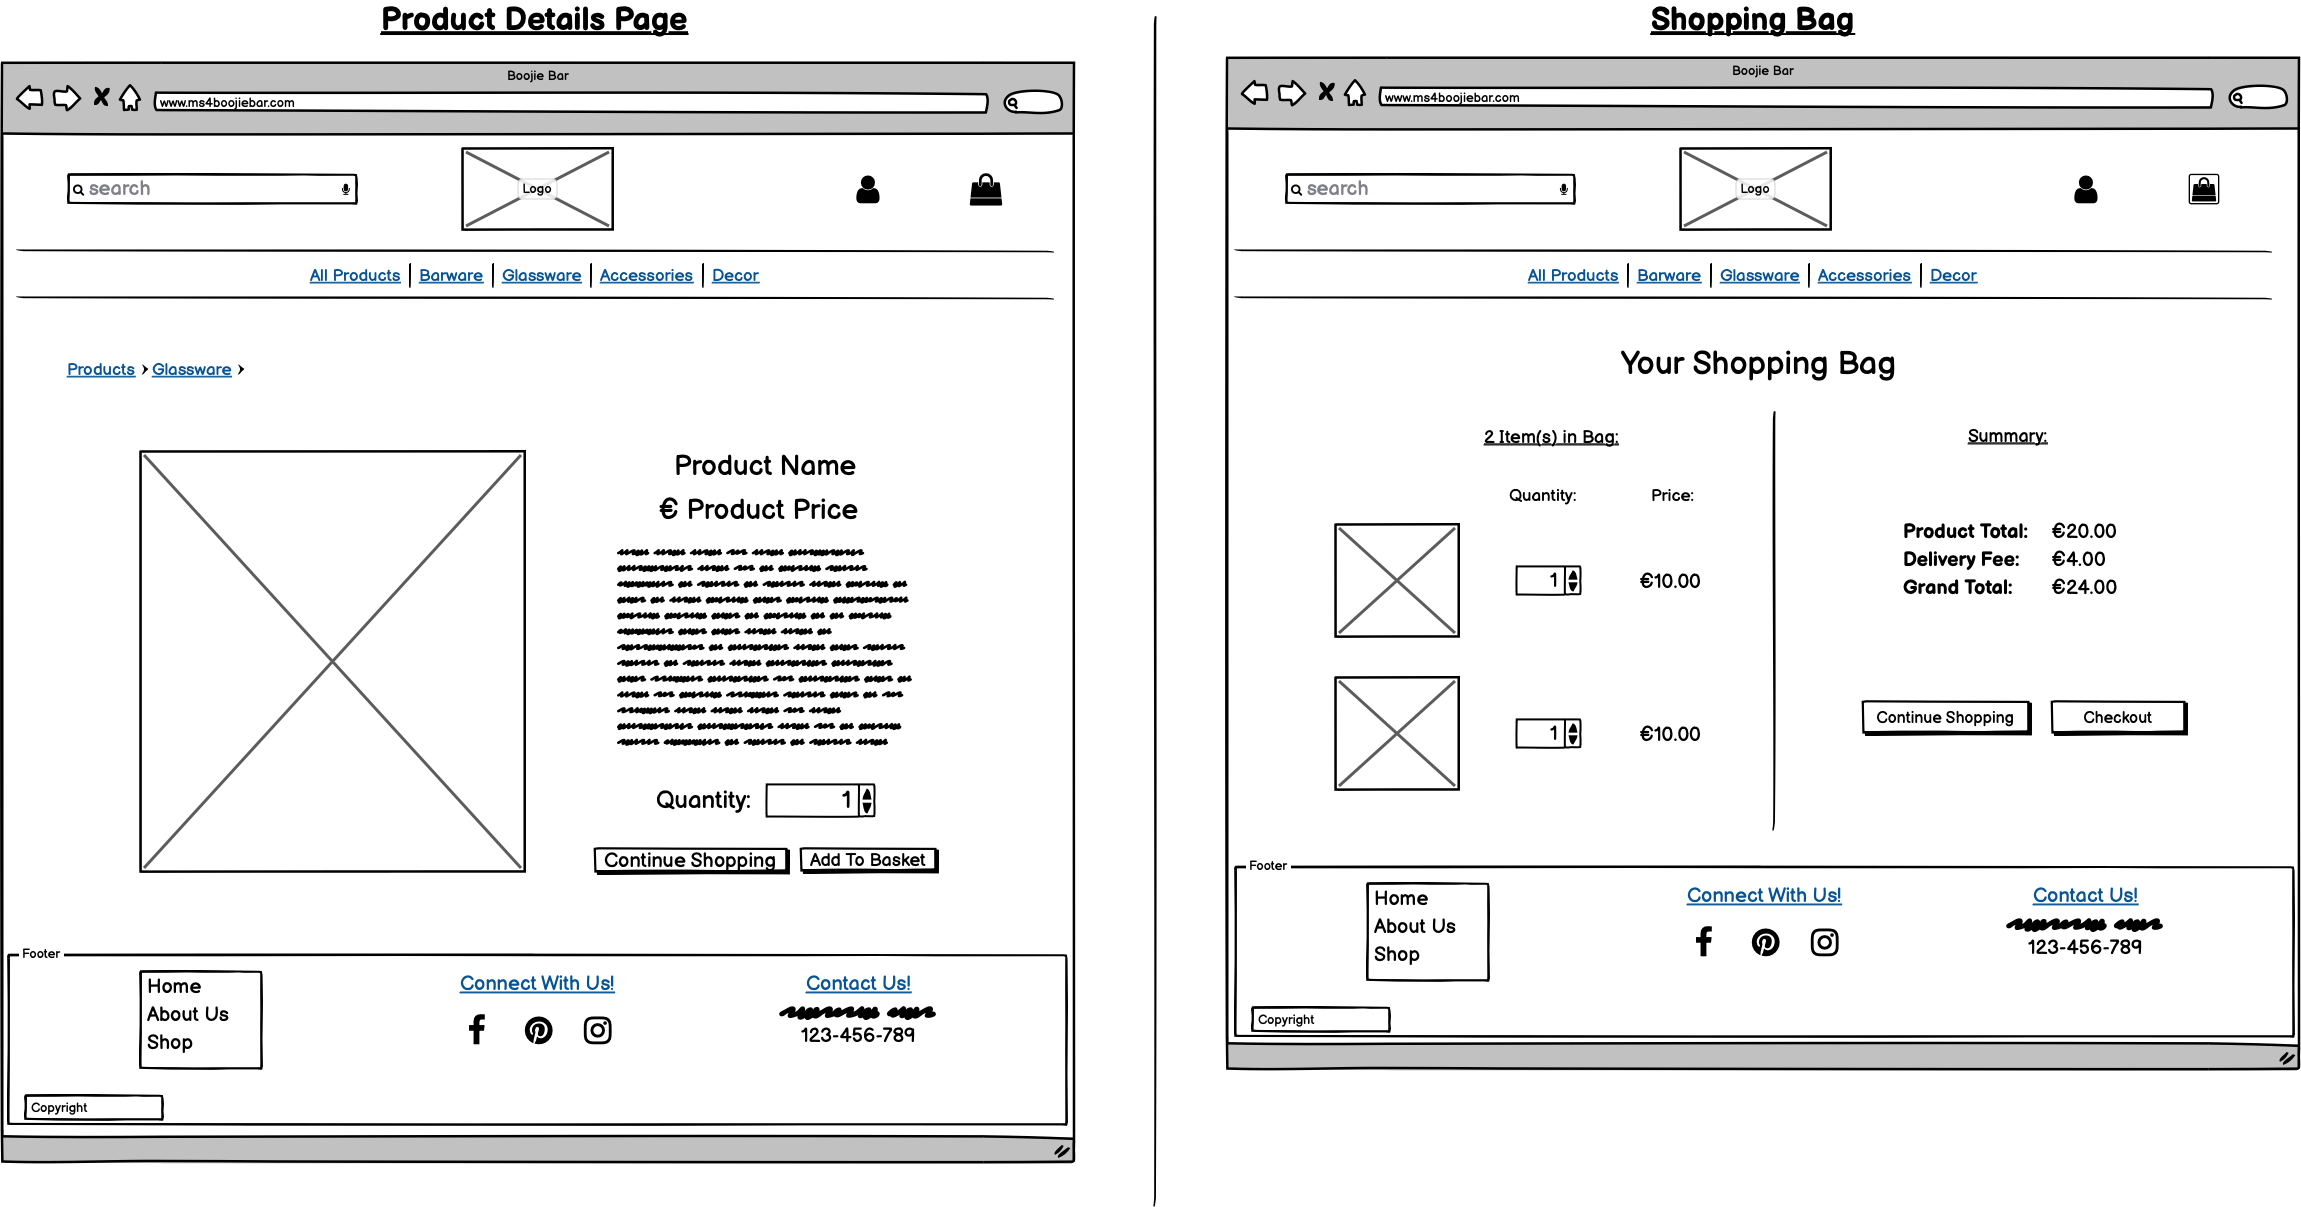 Product Details Page
Boojie Bar
www.ms4boojiebar.com
search
Logo
All Products
Barware
Glassware
Accessories
Decor
Products › Glassware ›
Product Name
€ Product Price
Quantity: 1
Continue Shopping
Add To Basket
Footer
Home
About Us
Shop
Connect With Us!
Contact Us!
123-456-789
Copyright
Shopping Bag
Boojie Bar
www.ms4boojiebar.com
search
Logo
All Products
Barware
Glassware
Accessories
Decor
Your Shopping Bag
2 Item(s) in Bag:
Quantity: Price:
1 €10.00
1 €10.00
Summary:
Product Total: €20.00
Delivery Fee: €4.00
Grand Total: €24.00
Continue Shopping
Checkout
Footer
Home
About Us
Shop
Connect With Us!
Contact Us!
123-456-789
Copyright